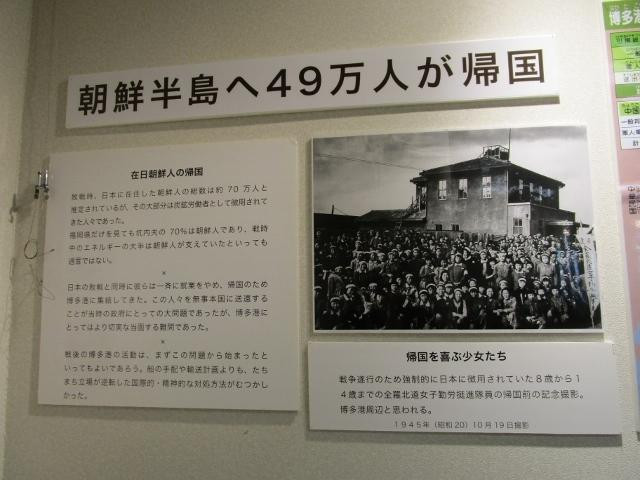 朝鮮半島へ49万人が帰国
在日朝鮮人の帰国
敗戦時、日本に在住した朝鮮人の総数は約70万人と
推定されているが、その大部分は炭鉱労働者として徴用されて
きた人々であった。
福岡県だけを見ても坑内夫の70%は朝鮮人であり、戦時
中のエネルギーの大半は朝鮮人が支えていたといっても
過言ではない。
×
日本の敗戦と同時に彼らは一斉に就業をやめ、帰国のため
博多港に集結してきた。この人々を無事本国に送還する
ことが当時の政府にとっての大問題であったが、博多港に
とってはより切実な当面する難問であった。
×
戦後の博多港の活動は、まずこの問題から始まったと
いってもよいであろう。船の手配や輸送計画よりも、たち
まち立場が逆転した国際的・精神的な対処方法がむつかし
かった。
帰国を喜ぶ少女たち
戦争遂行のため強制的に日本に徴用されていた8歳から1
4歳までの全羅北道女子勤労挺進隊員の帰国前の記念撮影。
博多港周辺と思われる。
1945年（昭和20）10月19日撮影
博多港